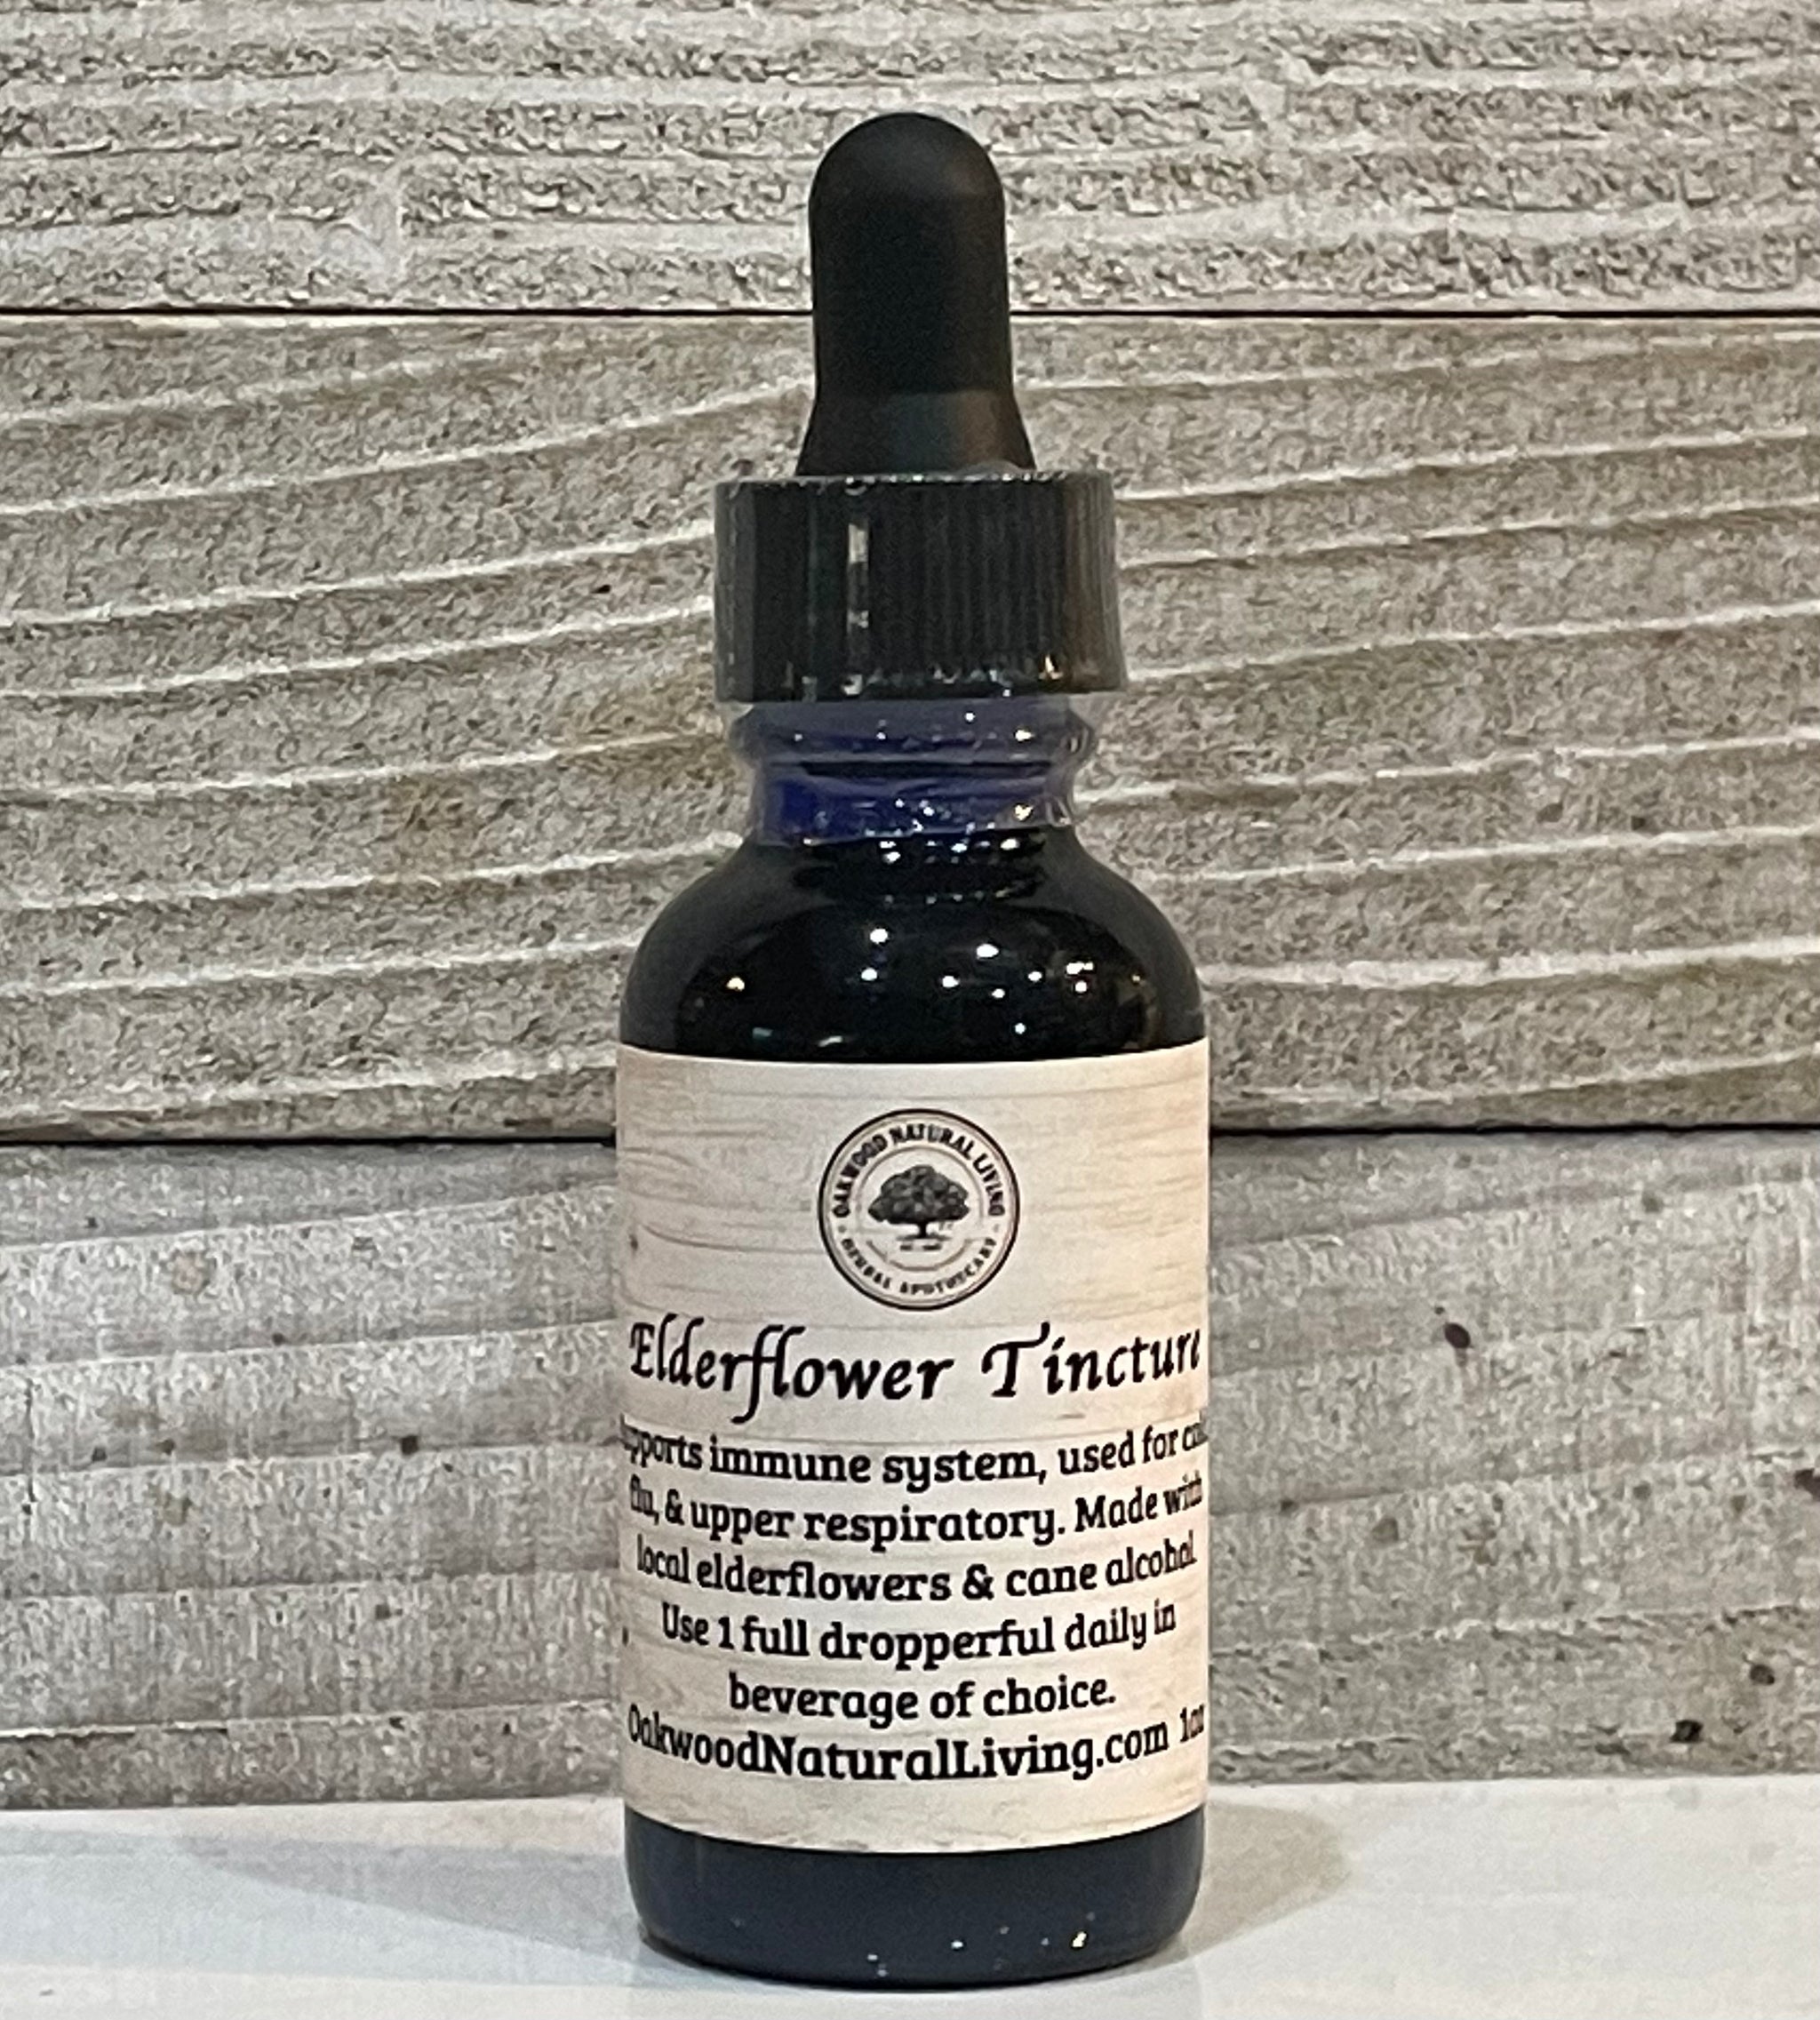 OAKWOOD NATURAL LIVING
HERBAL APOTHECARY
Elderflower Tincture
immune system, used for
flu, & upper respiratory. Made with
local elderflowers & cane alcohol
Use 1 full dropperful daily in
beverage of choice.
OakwoodNaturalLiving.com